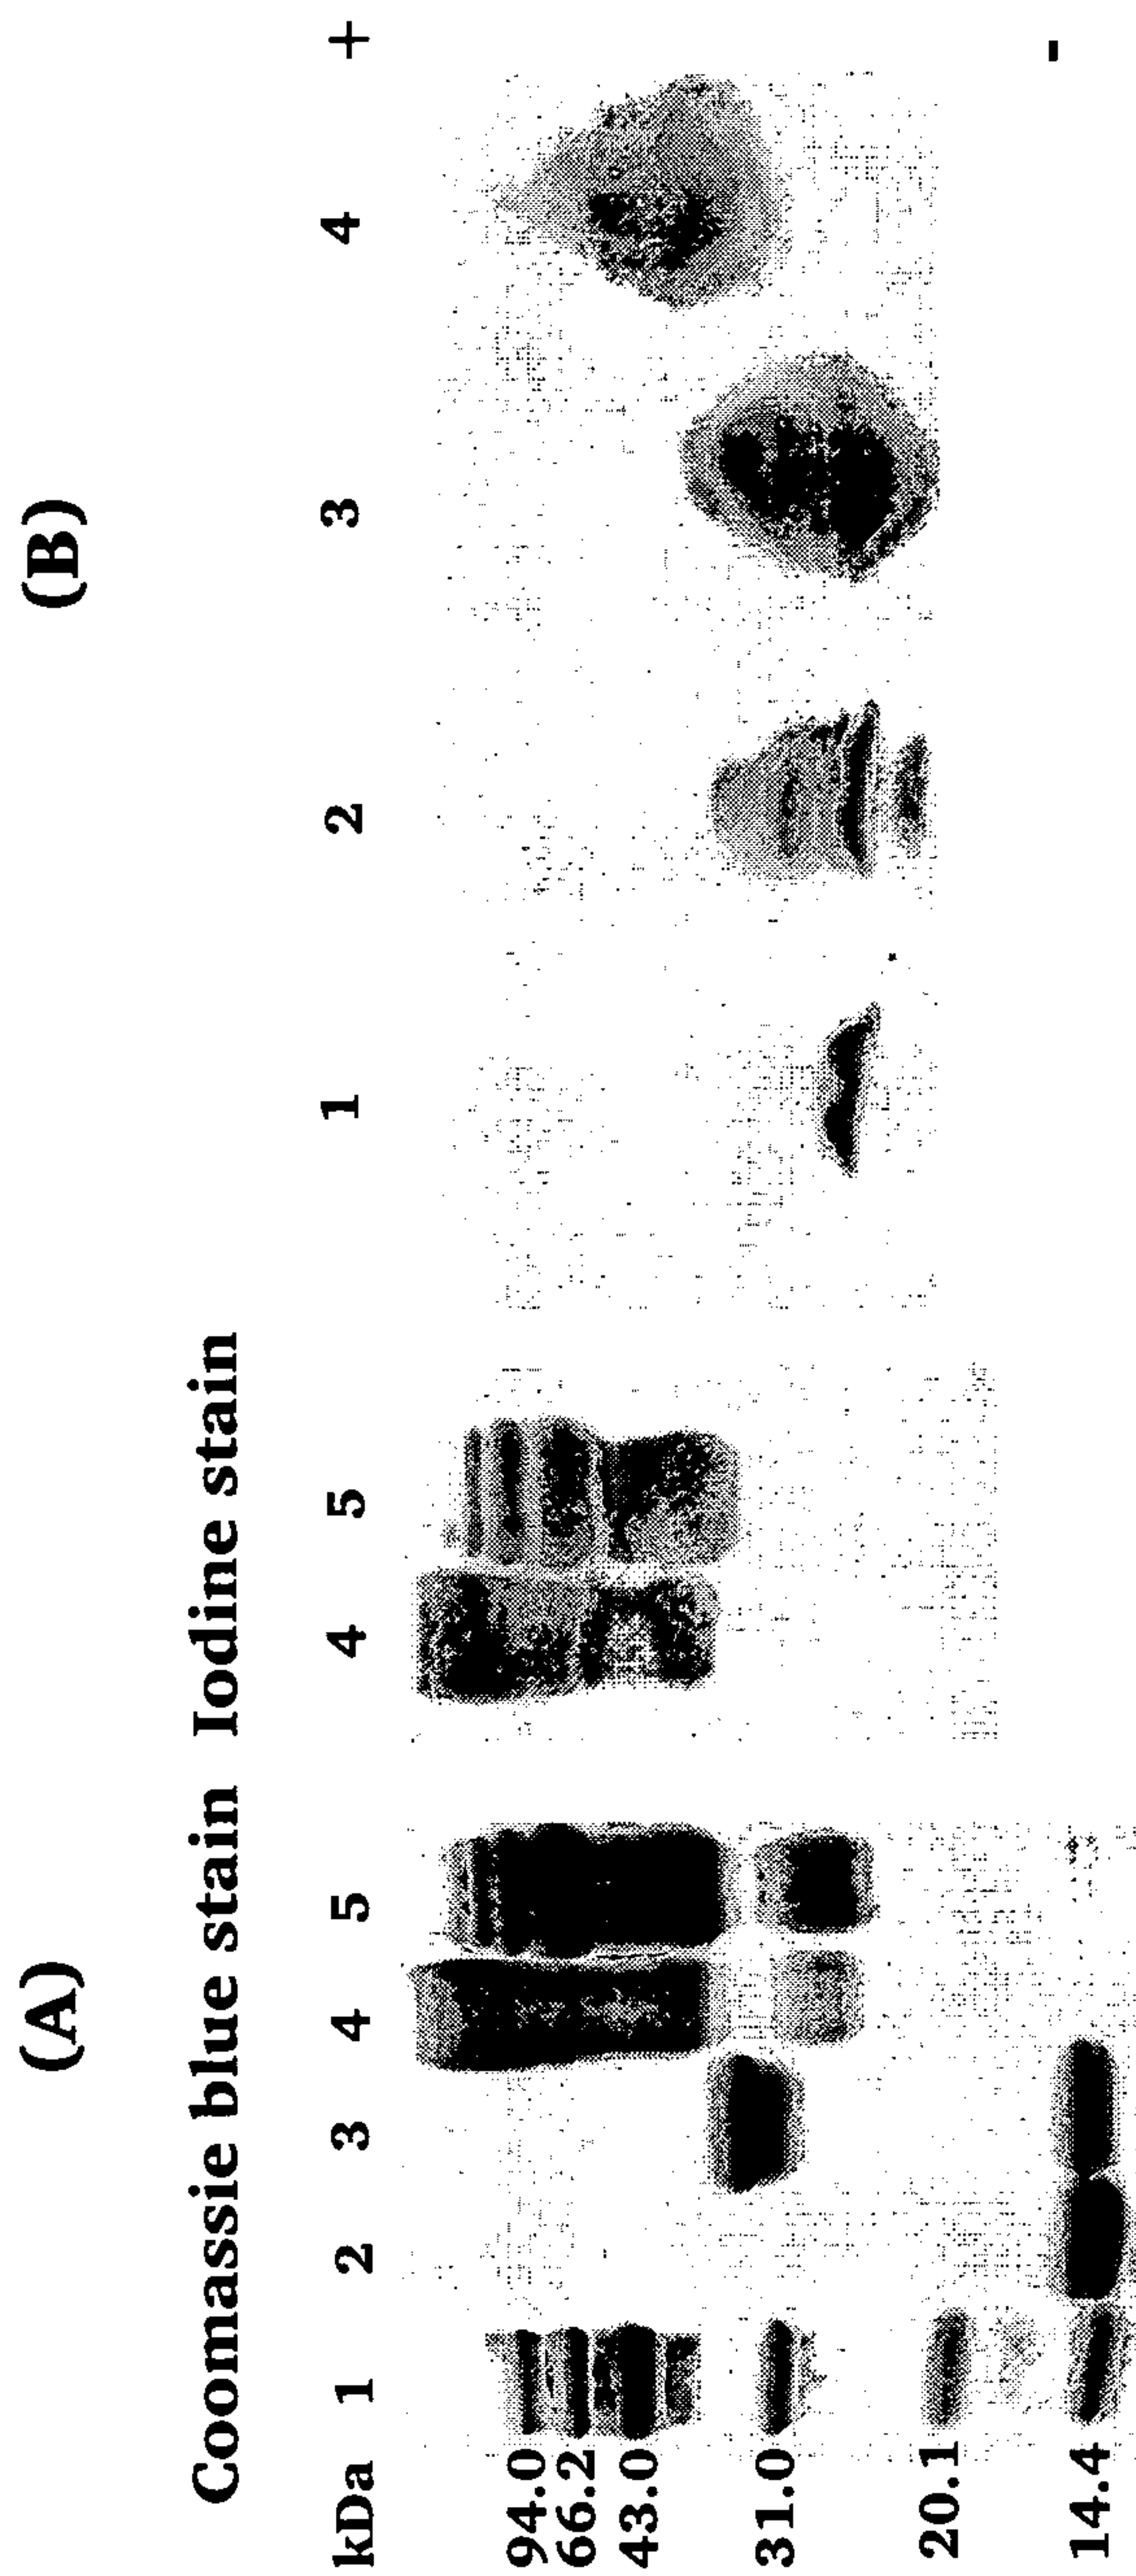 (A)
(B)
Coomassie blue stain
Iodine stain
kDa 1 2 3 4 5
4 5
1 2 3 4 +
94.0
66.2
43.0
31.0
20.1
14.4
-